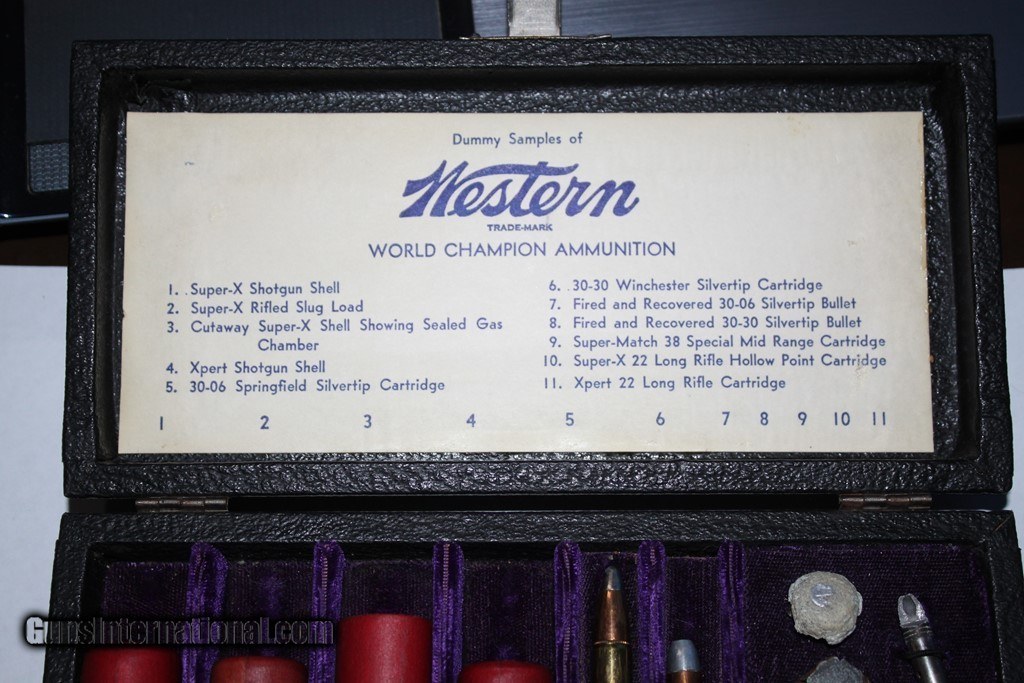 Dummy Samples of
Western
TRADE-MARK
WORLD CHAMPION AMMUNITION
1. Super-X Shotgun Shell
2. Super-X Rifled Slug Load
3. Cutaway Super-X Shell Showing Sealed Gas
Chamber
4. Xpert Shotgun Shell
5. 30-06 Springfield Silvertip Cartridge
6. 30-30 Winchester Silvertip Cartridge
7. Fired and Recovered 30-06 Silvertip Bullet
8. Fired and Recovered 30-30 Silvertip Bullet
9. Super-Match 38 Special Mid Range Cartridge
10. Super-X 22 Long Rifle Hollow Point Cartridge
11. Xpert 22 Long Rifle Cartridge
1 2 3 4 5 6 7 8 9 10 11
GunsInternational.com